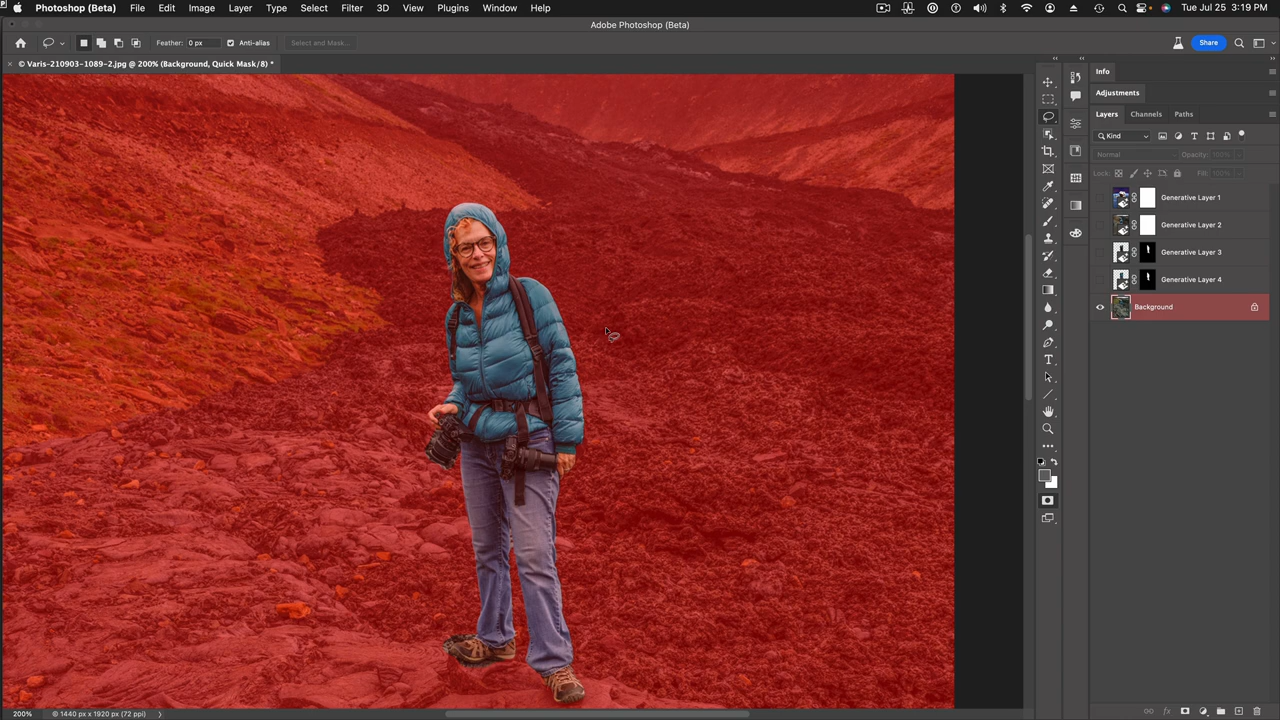 Photoshop (Beta) File Edit Image Layer Type Select Filter 3D View Plugins Window Help Tue Jul 25 3:19 PM
Adobe Photoshop (Beta)
Feather: 0 px Anti-alias Select and Mask... Share
© Varis-210903-1089-2.jpg @ 200% (Background, Quick Mask/8) *
Info
Adjustments
Layers Channels Paths
Kind
Normal Opacity: 100%
Lock: Fill: 100%
Generative Layer 1
Generative Layer 2
Generative Layer 3
Generative Layer 4
Background
200% © 1440 px x 1920 px (72 ppi)